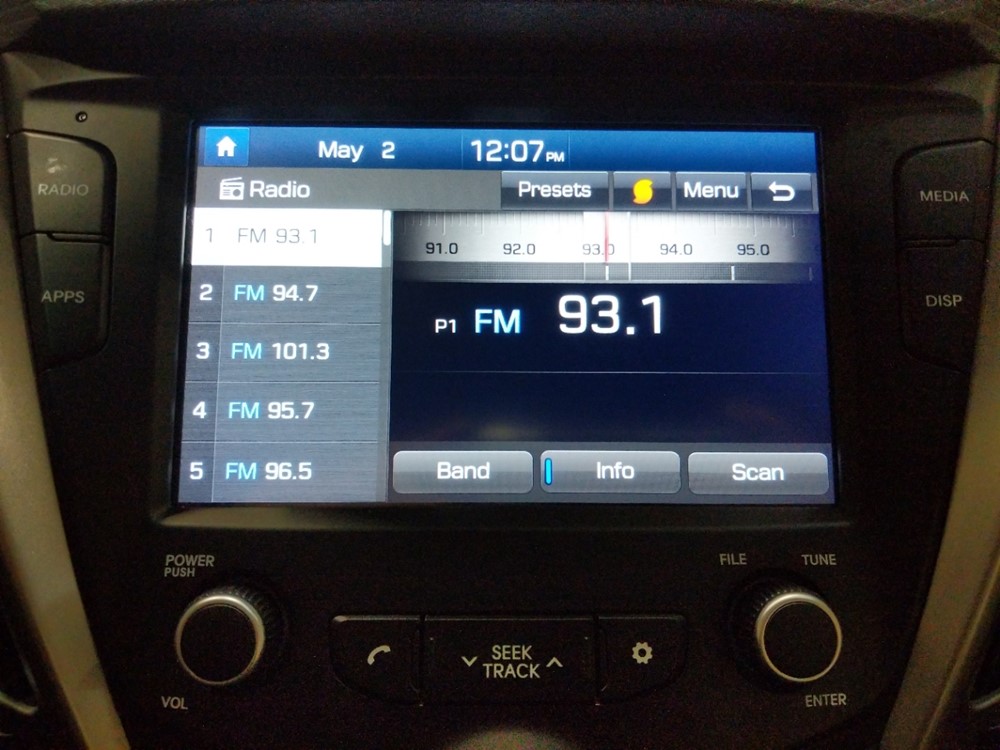 May 2 12:07 PM
Radio Presets Menu
RADIO
APPS
MEDIA
DISP
1 FM 93.1
2 FM 94.7
3 FM 101.3
4 FM 95.7
5 FM 96.5
91.0 92.0 93.0 94.0 95.0
P1 FM 93.1
Band Info Scan
POWER
PUSH
VOL
SEEK
TRACK
FILE TUNE
ENTER